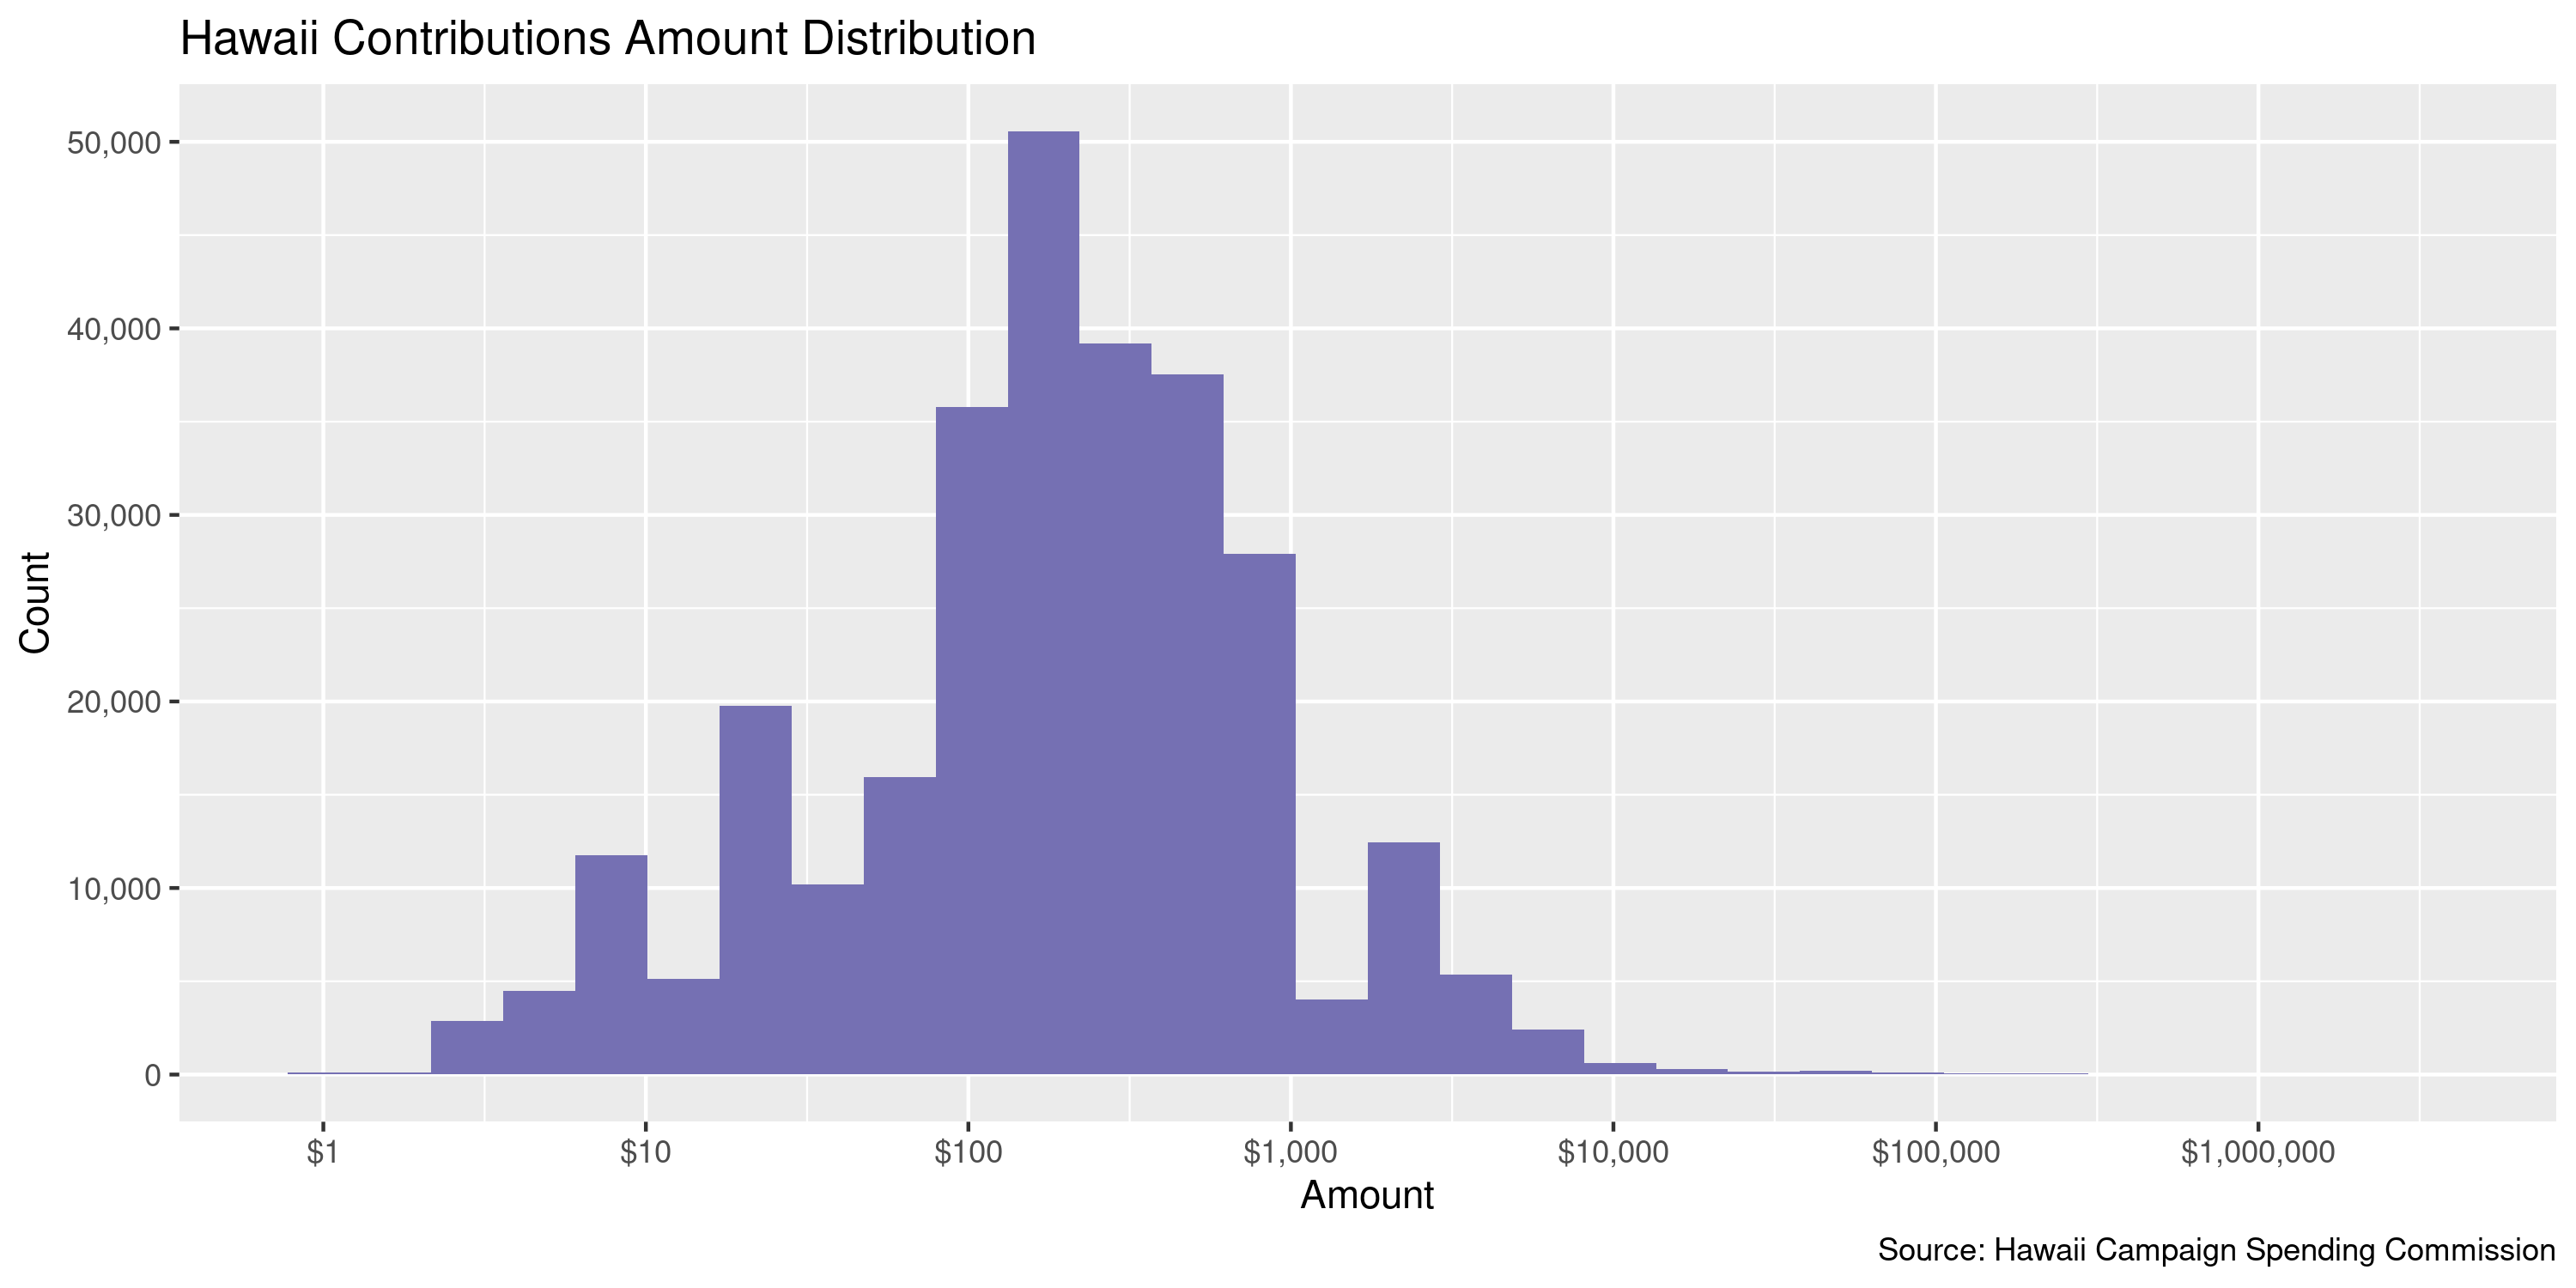 Hawaii Contributions Amount Distribution
50,000
40,000
30,000
20,000
10,000
0
Count
$1 $10 $100 $1,000 $10,000 $100,000 $1,000,000
Amount
Source: Hawaii Campaign Spending Commission